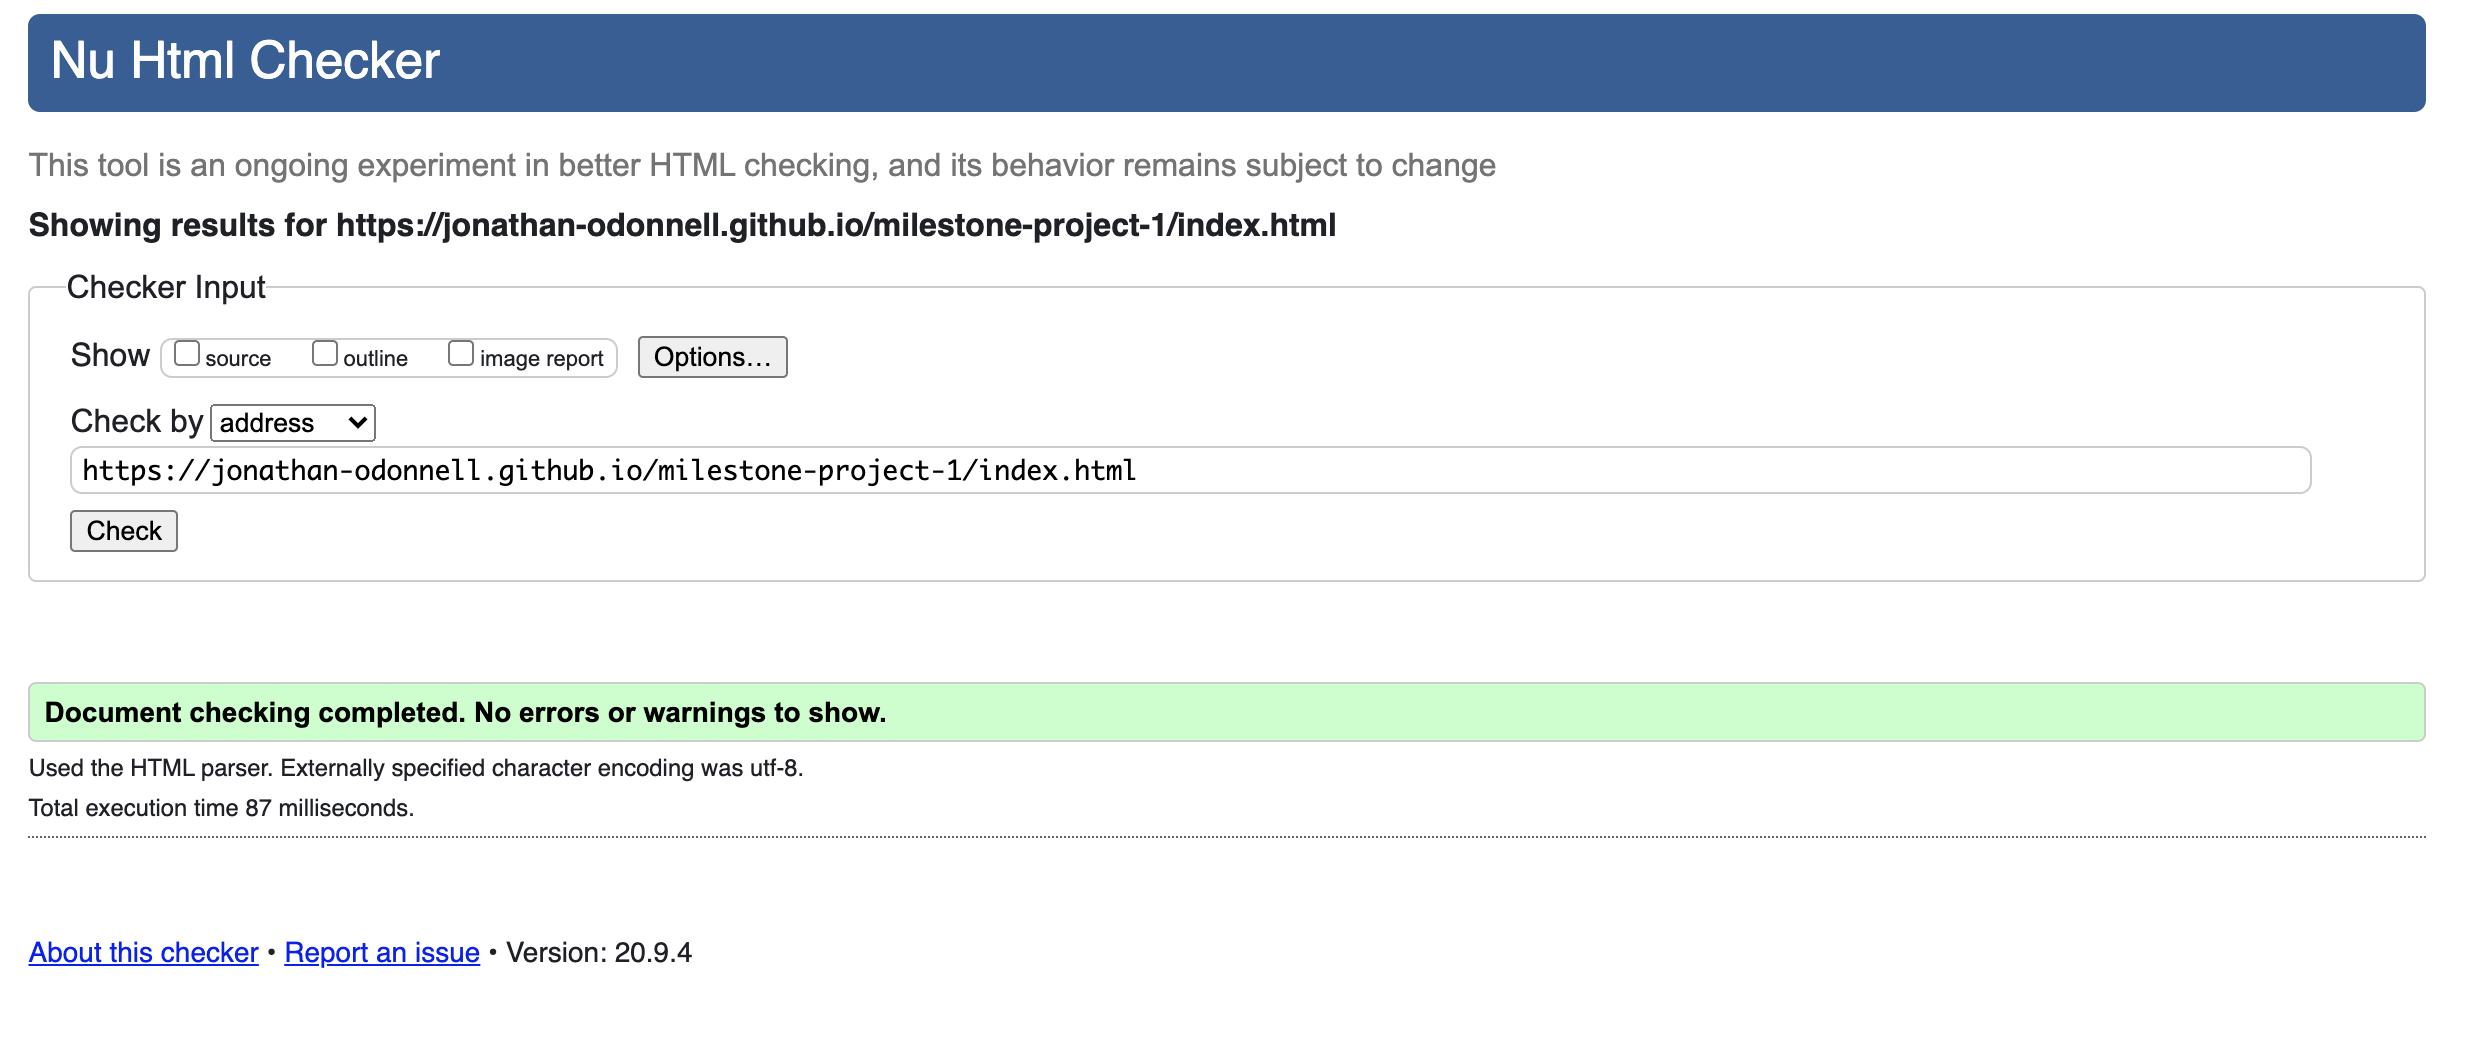 Nu Html Checker
This tool is an ongoing experiment in better HTML checking, and its behavior remains subject to change
Showing results for https://jonathan-odonnell.github.io/milestone-project-1/index.html
Checker Input
Show source outline image report Options…
Check by address
https://jonathan-odonnell.github.io/milestone-project-1/index.html
Check
Document checking completed. No errors or warnings to show.
Used the HTML parser. Externally specified character encoding was utf-8.
Total execution time 87 milliseconds.
About this checker • Report an issue • Version: 20.9.4